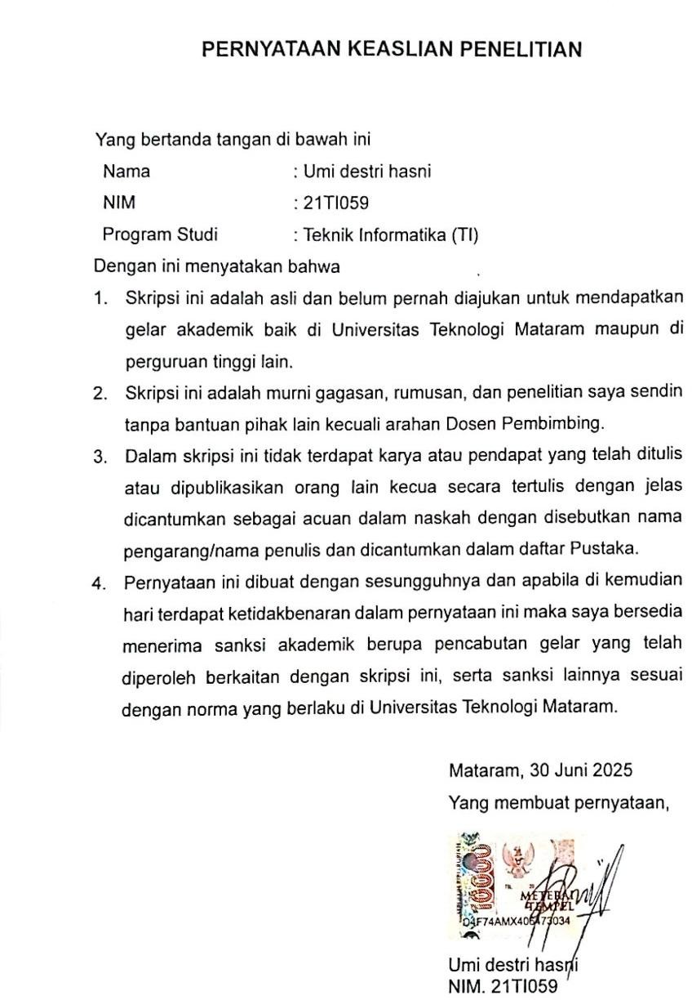 PERNYATAAN KEASLIAN PENELITIAN
Yang bertanda tangan di bawah ini
Nama : Umi destri hasni
NIM : 21TI059
Program Studi : Teknik Informatika (TI)
Dengan ini menyatakan bahwa
1. Skripsi ini adalah asli dan belum pernah diajukan untuk mendapatkan
gelar akademik baik di Universitas Teknologi Mataram maupun di
perguruan tinggi lain.
2. Skripsi ini adalah murni gagasan, rumusan, dan penelitian saya sendin
tanpa bantuan pihak lain kecuali arahan Dosen Pembimbing.
3. Dalam skripsi ini tidak terdapat karya atau pendapat yang telah ditulis
atau dipublikasikan orang lain kecua secara tertulis dengan jelas
dicantumkan sebagai acuan dalam naskah dengan disebutkan nama
pengarang/nama penulis dan dicantumkan dalam daftar Pustaka.
4. Pernyataan ini dibuat dengan sesungguhnya dan apabila di kemudian
hari terdapat ketidakbenaran dalam pernyataan ini maka saya bersedia
menerima sanksi akademik berupa pencabutan gelar yang telah
diperoleh berkaitan dengan skripsi ini, serta sanksi lainnya sesuai
dengan norma yang berlaku di Universitas Teknologi Mataram.
Mataram, 30 Juni 2025
Yang membuat pernyataan,
10000
METERAI
TEMPEL
Umi destri hasni
NIM. 21TI059